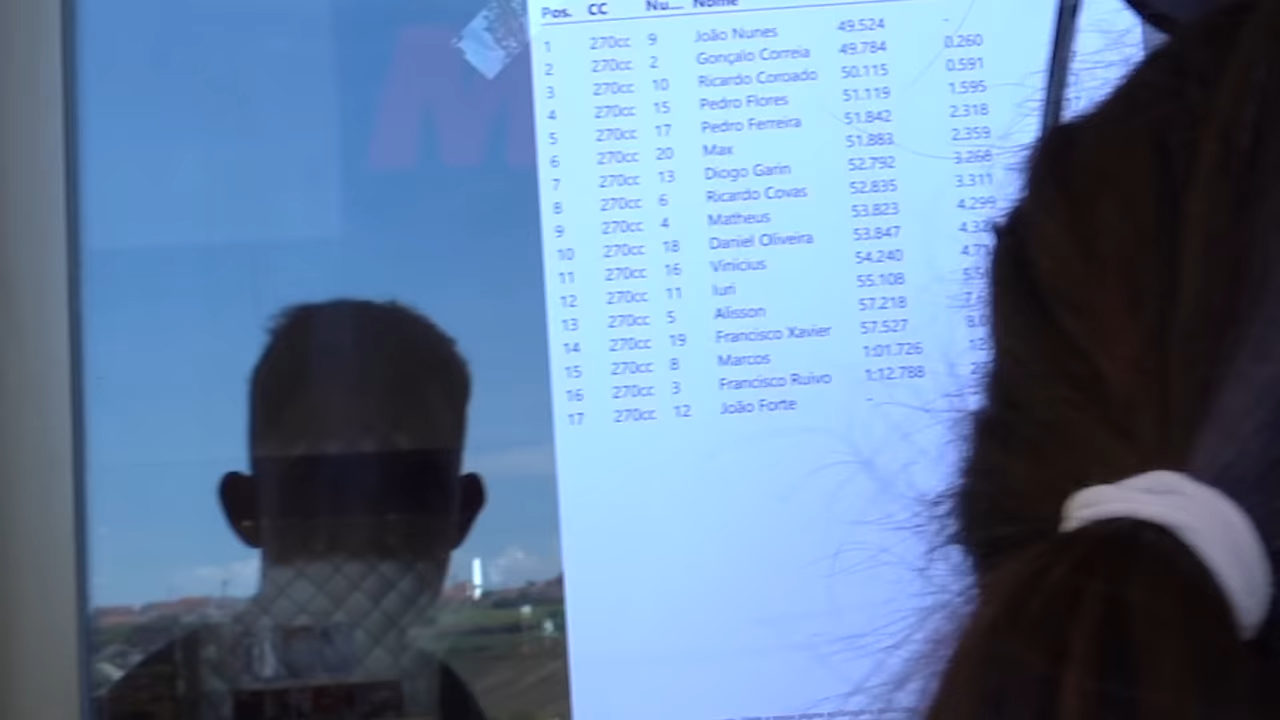 Pos. CC Nu... Nome
1 270cc 9 João Nunes 49.524 -
2 270cc 2 Gonçalo Correia 49.784 0.260
3 270cc 10 Ricardo Coroado 50.115 0.591
4 270cc 15 Pedro Flores 51.119 1.595
5 270cc 17 Pedro Ferreira 51.842 2.318
6 270cc 20 Max 51.883 2.359
7 270cc 13 Diogo Garin 52.792 3.268
8 270cc 6 Ricardo Covas 52.835 3.311
9 270cc 4 Matheus 53.823 4.299
10 270cc 18 Daniel Oliveira 53.847
11 270cc 16 Vinicius 54.240
12 270cc 11 Iuri 55.108
13 270cc 5 Alisson 57.218
14 270cc 19 Francisco Xavier 57.527
15 270cc 8 Marcos 1:01.726
16 270cc 3 Francisco Ruivo 1:12.788
17 270cc 12 João Forte -